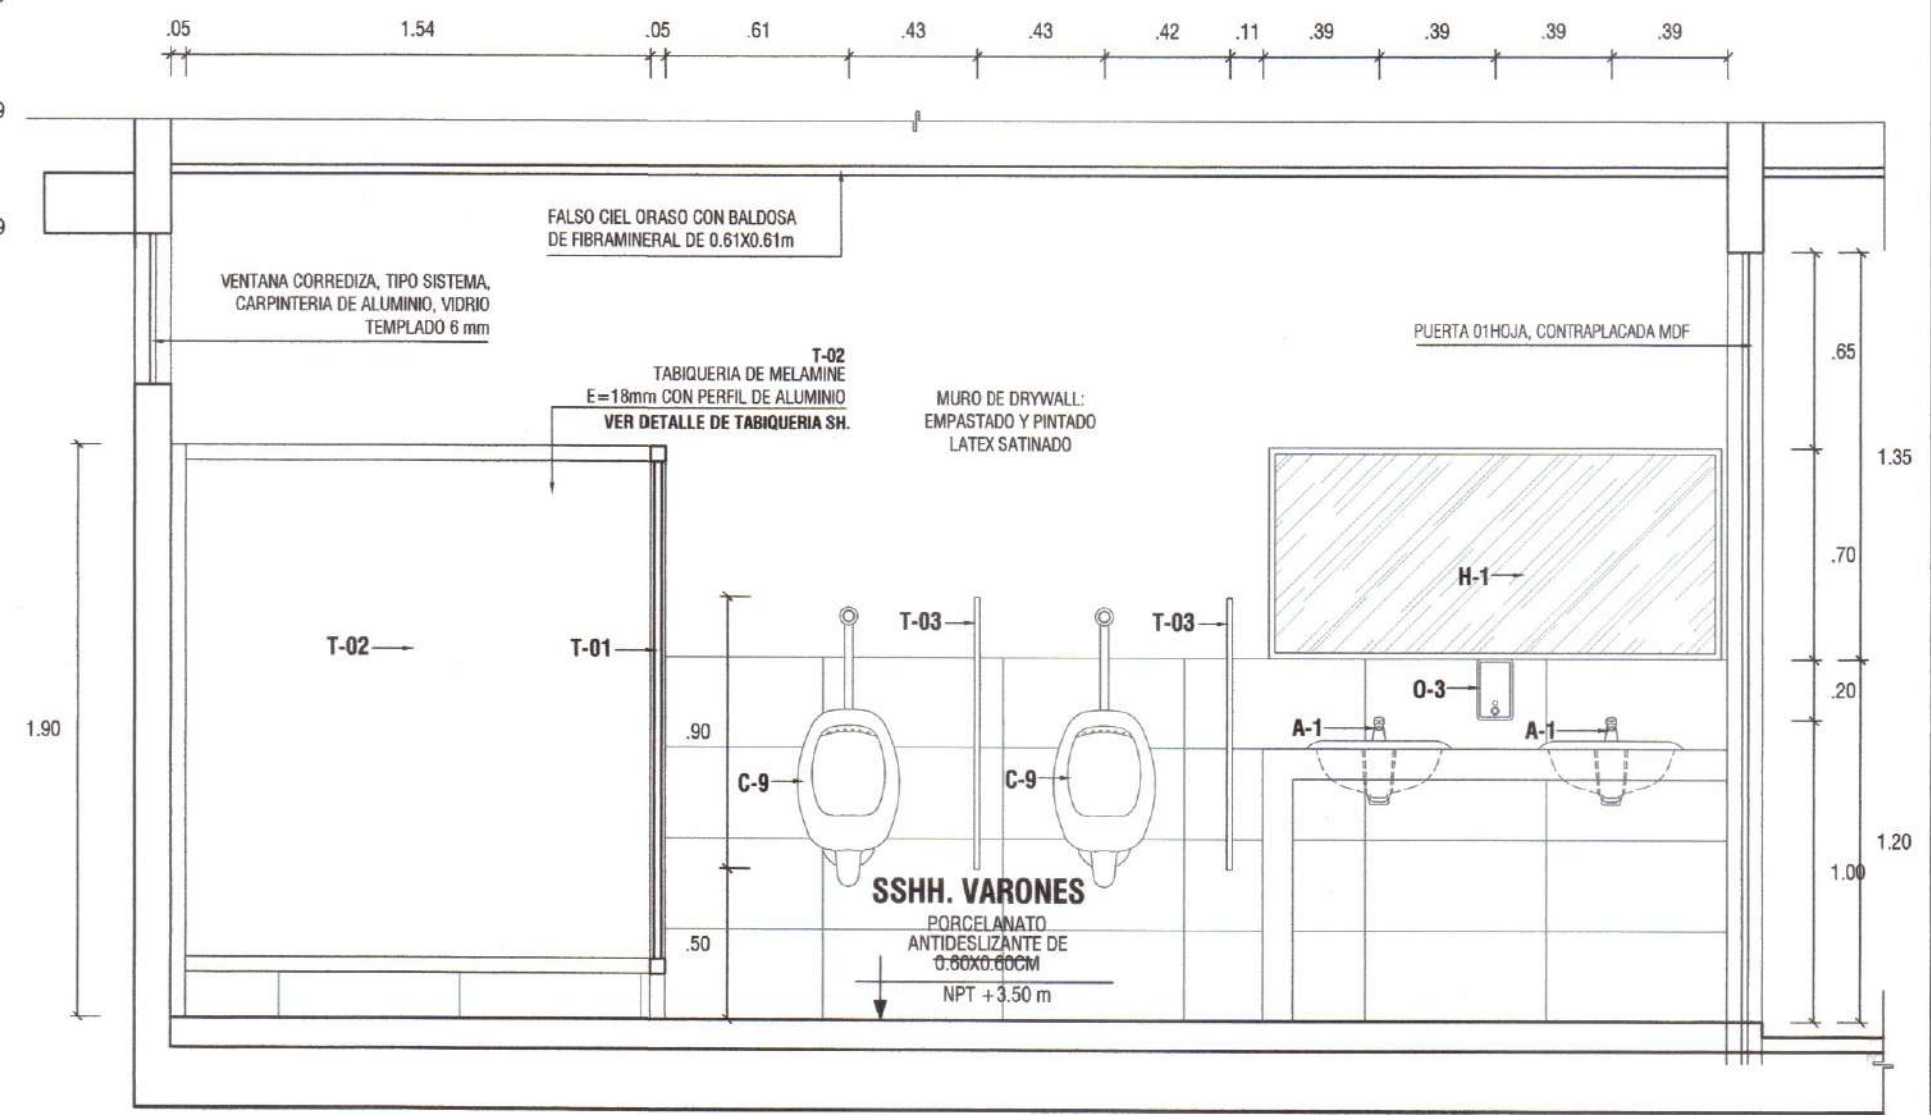 .05 1.54 .05 .61 .43 .43 .42 .11 .39 .39 .39 .39
FALSO CIEL ORASO CON BALDOSA
DE FIBRAMINERAL DE 0.61X0.61m
VENTANA CORREDIZA, TIPO SISTEMA,
CARPINTERIA DE ALUMINIO, VIDRIO
TEMPLADO 6 mm
PUERTA 01HOJA, CONTRAPLACADA MDF
.65
T-02
TABIQUERIA DE MELAMINE
E=18mm CON PERFIL DE ALUMINIO
VER DETALLE DE TABIQUERIA SH.
MURO DE DRYWALL:
EMPASTADO Y PINTADO
LATEX SATINADO
1.35
.70
H-1
T-03
T-03
T-02
T-01
O-3
.20
1.90
.90
A-1
A-1
C-9
C-9
1.20
1.00
SSHH. VARONES
PORCELANATO
ANTIDESLIZANTE DE
0.60X0.60CM
.50
NPT +3.50 m